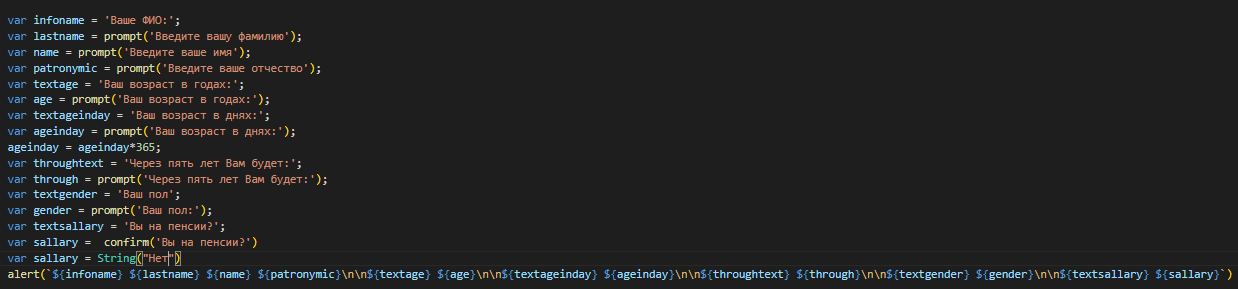 var infoname = 'Ваше ФИО:';
var lastname = prompt('Введите вашу фамилию');
var name = prompt('Введите ваше имя');
var patronymic = prompt('Введите ваше отчество');
var textage = 'Ваш возраст в годах:';
var age = prompt('Ваш возраст в годах:');
var textageinday = 'Ваш возраст в днях:';
var ageinday = prompt('Ваш возраст в днях:');
ageinday = ageinday*365;
var throughtext = 'Через пять лет Вам будет:';
var through = prompt('Через пять лет Вам будет:');
var textgender = 'Ваш пол';
var gender = prompt('Ваш пол:');
var textsallary = 'Вы на пенсии?';
var sallary =  confirm('Вы на пенсии?')
var sallary = String("Нет")
alert(`${infoname} ${lastname} ${name} ${patronymic}\n\n${textage} ${age}\n\n${textageinday} ${ageinday}\n\n${throughtext} ${through}\n\n${textgender} ${gender}\n\n${textsallary} ${sallary}`)